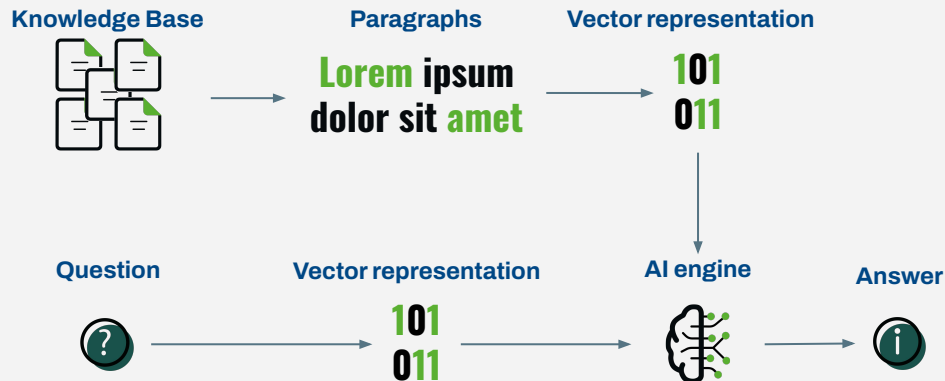 Knowledge Base
Paragraphs
Vector representation
Lorem ipsum
dolor sit amet
101
011
Question
Vector representation
AI engine
Answer
?
101
011
i